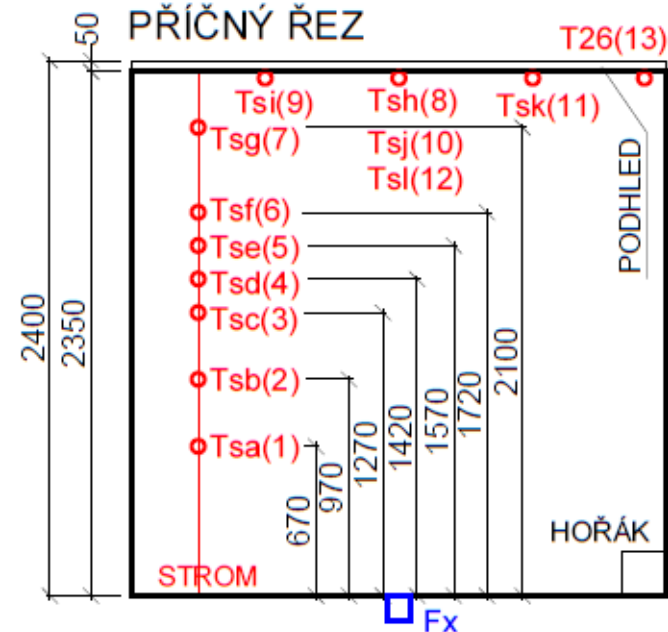 PŘÍČNÝ ŘEZ
50
T26(13)
Tsi(9)
Tsh(8)
Tsk(11)
Tsg(7)
Tsj(10)
Tsl(12)
PODHLED
Tsf(6)
Tse(5)
Tsd(4)
Tsc(3)
2400
2350
Tsb(2)
Tsa(1)
670
970
1270
1420
1570
1720
2100
HOŘÁK
STROM
Fx